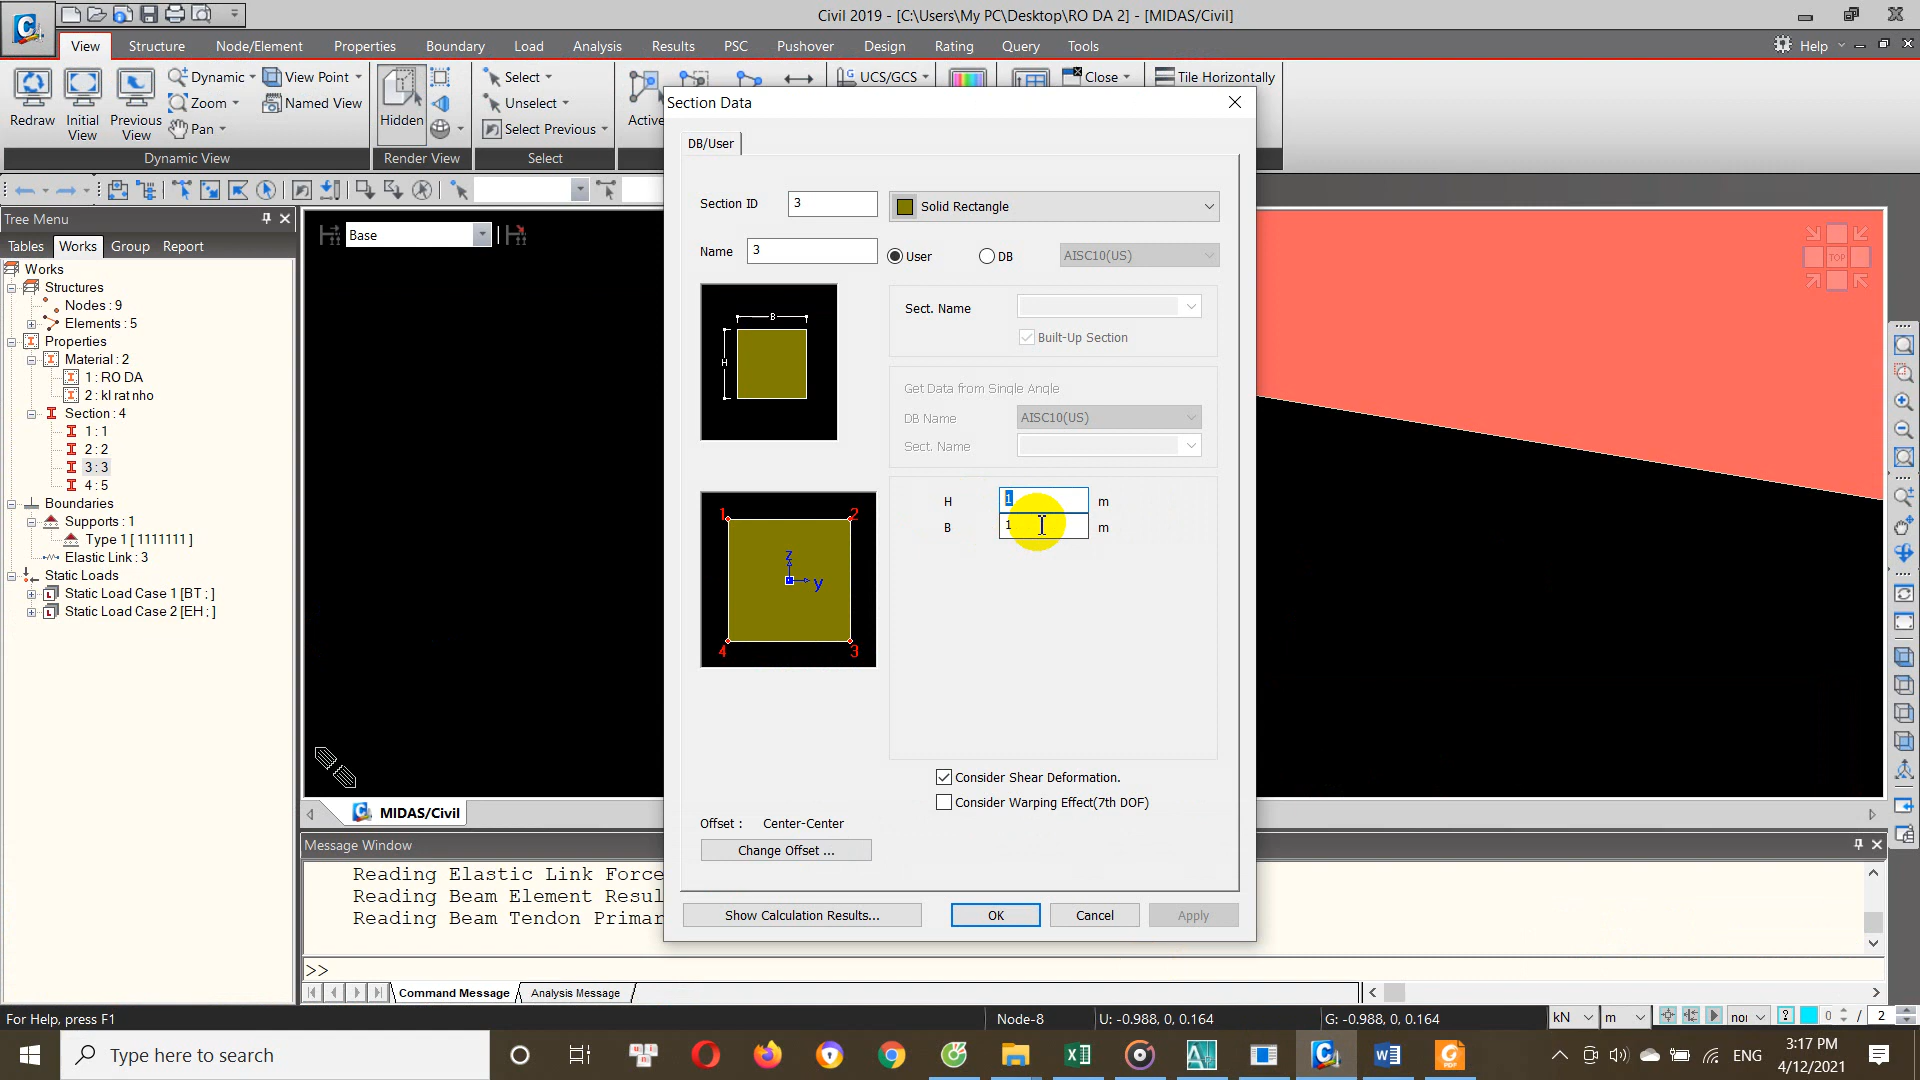 Civil 2019 - [C:\Users\My PC\Desktop\RO DA 2] - [MIDAS/Civil]
View Structure Node/Element Properties Boundary Load Analysis Results PSC Pushover Design Rating Query Tools Help
Redraw Initial View Previous View Dynamic Zoom Pan View Point Named View
Hidden Select Unselect Select Previous Active UCS/GCS Close Tile Horizontally
Dynamic View Render View Select
Tree Menu
Tables Works Group Report
Works
Structures
Nodes : 9
Elements : 5
Properties
Material : 2
1 : RO DA
2 : kl rat nho
Section : 4
1 : 1
2 : 2
3 : 3
4 : 5
Boundaries
Supports : 1
Type 1 [ 1111111 ]
Elastic Link : 3
Static Loads
Static Load Case 1 [BT ; ]
Static Load Case 2 [EH ; ]
Base
TOP
Section Data
DB/User
Section ID 3 Solid Rectangle
Name 3 User DB AISC10(US)
Sect. Name
Built-Up Section
Get Data from Single Angle
DB Name AISC10(US)
Sect. Name
B
H
H 1 m
B 1 m
1 2
z
y
4 3
Consider Shear Deformation.
Consider Warping Effect(7th DOF)
Offset : Center-Center
Change Offset ...
Show Calculation Results... OK Cancel Apply
MIDAS/Civil
Message Window
Reading Elastic Link Force
Reading Beam Element Resul
Reading Beam Tendon Primar
>>
Command Message Analysis Message
For Help, press F1 Node-8 U: -0.988, 0, 0.164 G: -0.988, 0, 0.164 kN m nor 0 / 2
Type here to search
ENG
3:17 PM
4/12/2021